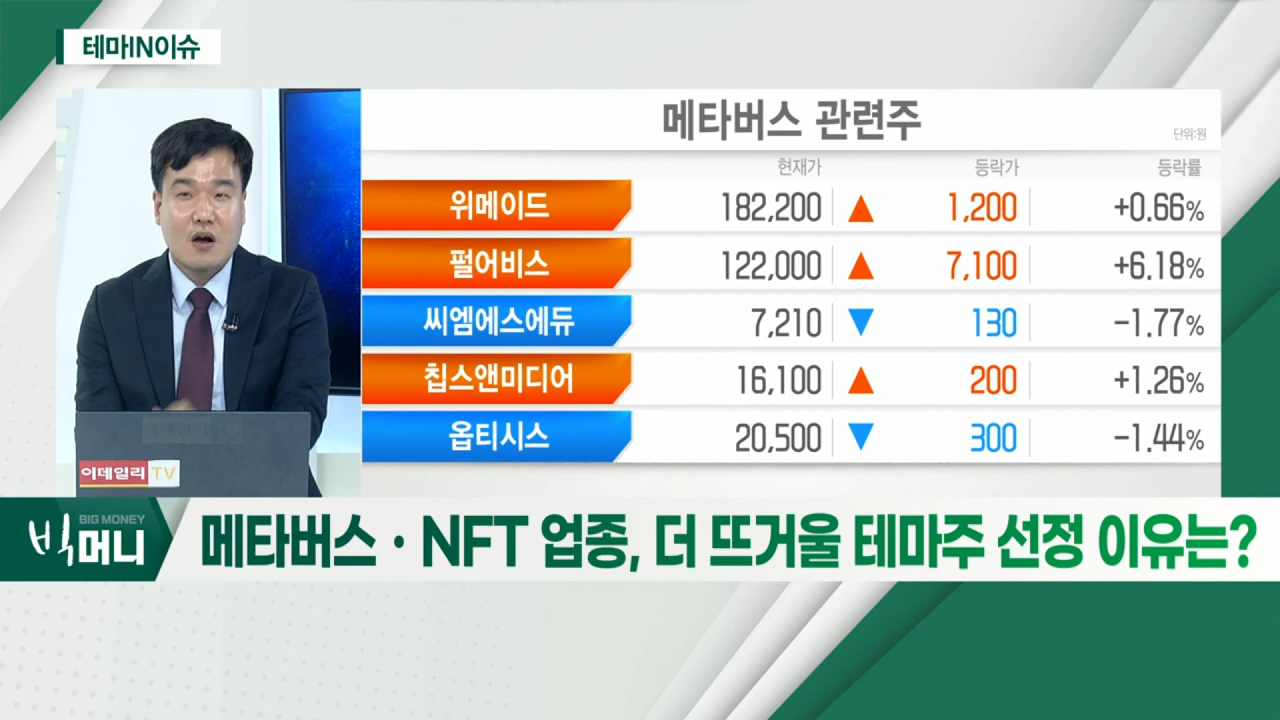 테마IN이슈
메타버스 관련주
단위:원
현재가 등락가 등락률
위메이드 182,200 ▲ 1,200 +0.66%
펄어비스 122,000 ▲ 7,100 +6.18%
씨엠에스에듀 7,210 ▼ 130 -1.77%
칩스앤미디어 16,100 ▲ 200 +1.26%
옵티시스 20,500 ▼ 300 -1.44%
이데일리TV
BIG MONEY
빅머니
메타버스·NFT 업종, 더 뜨거울 테마주 선정 이유는?